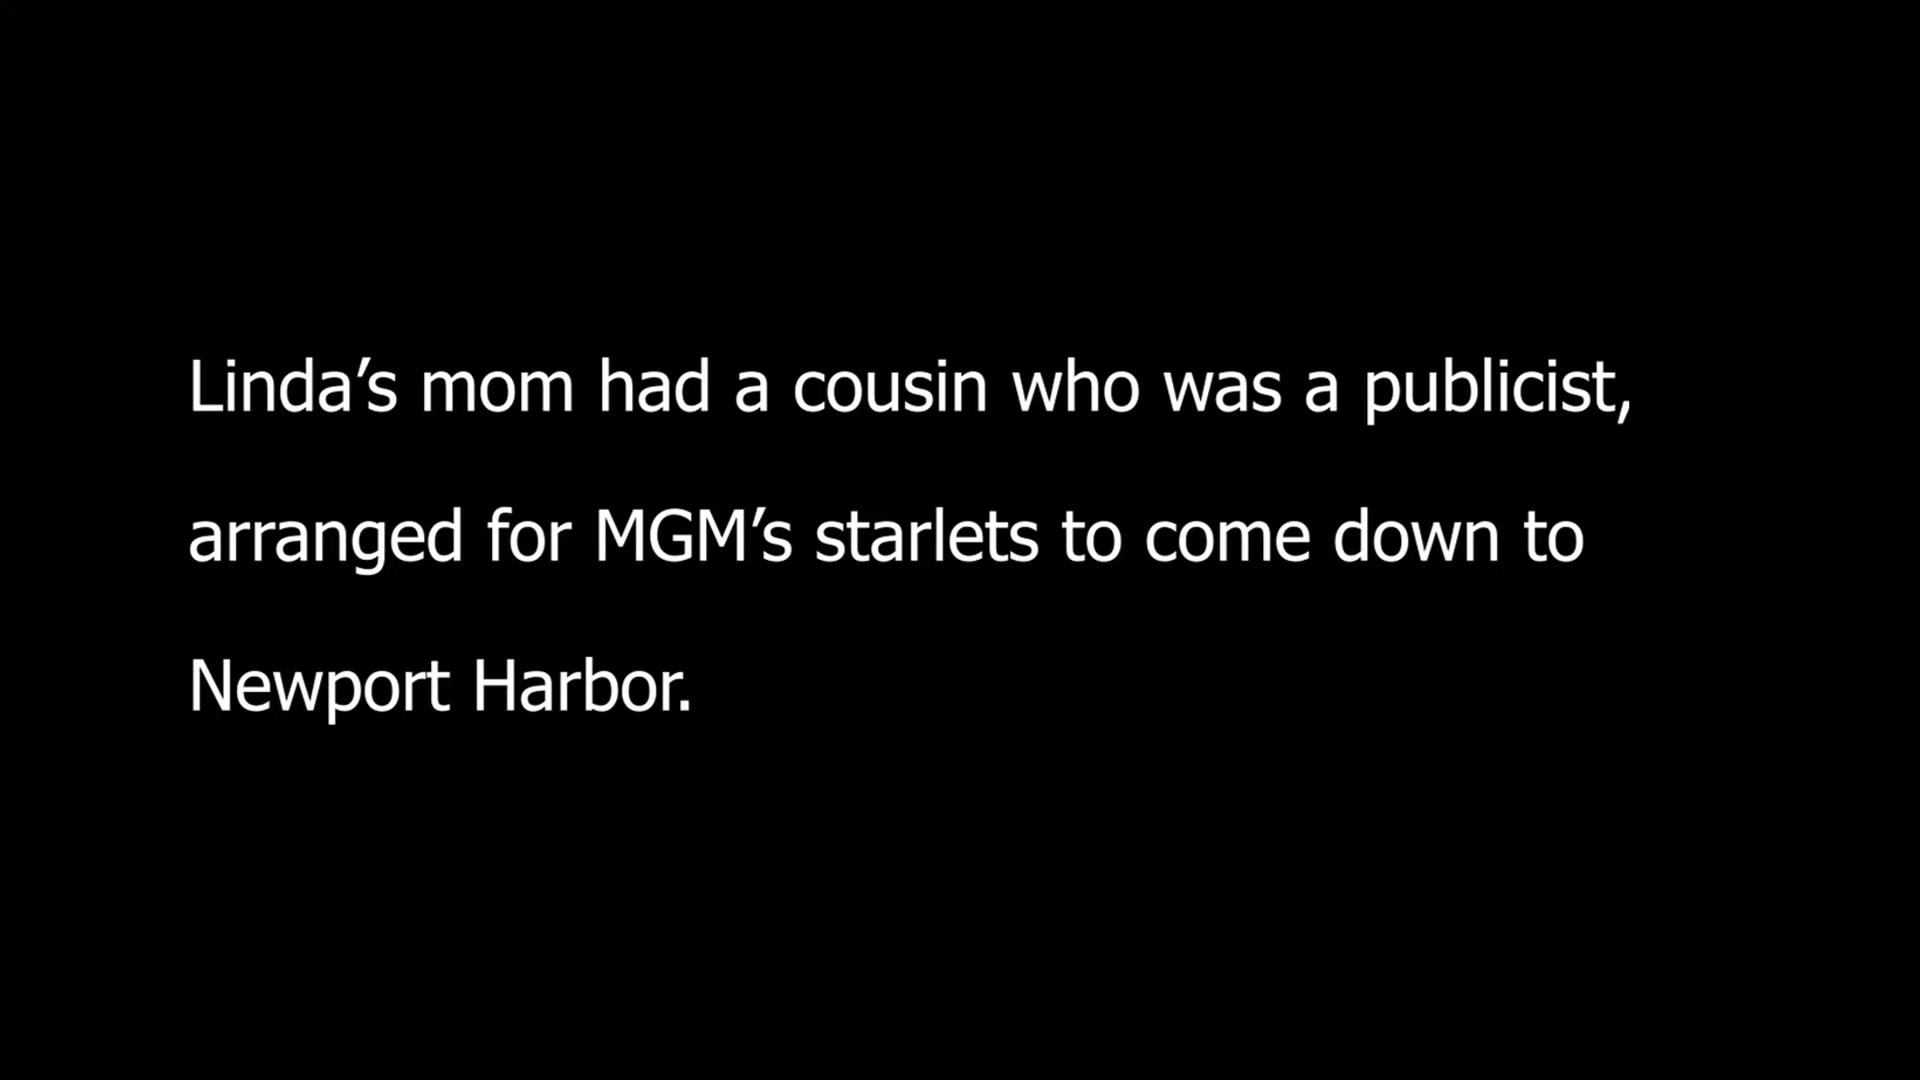 Linda’s mom had a cousin who was a publicist,
arranged for MGM’s starlets to come down to
Newport Harbor.